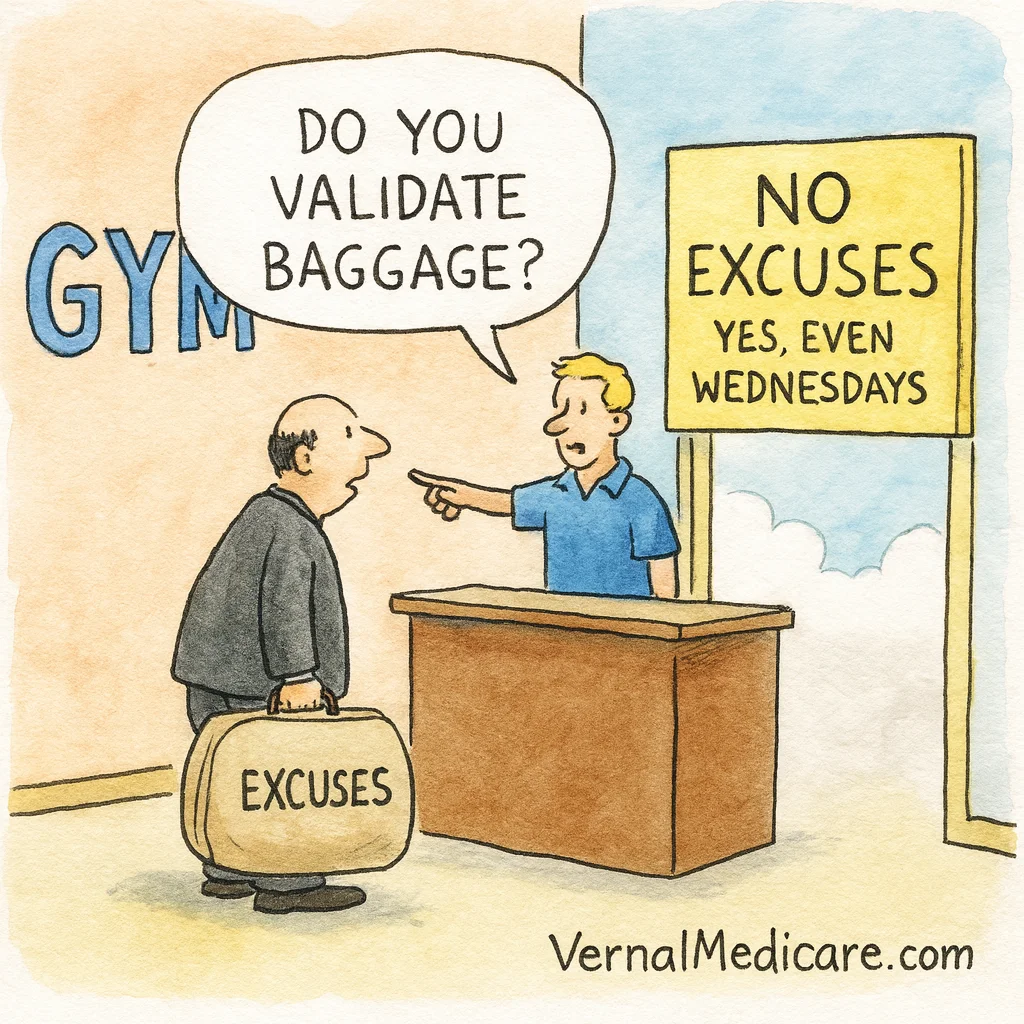 DO YOU
VALIDATE
BAGGAGE?
GYM
NO
EXCUSES
YES, EVEN
WEDNESDAYS
EXCUSES
VernalMedicare.com